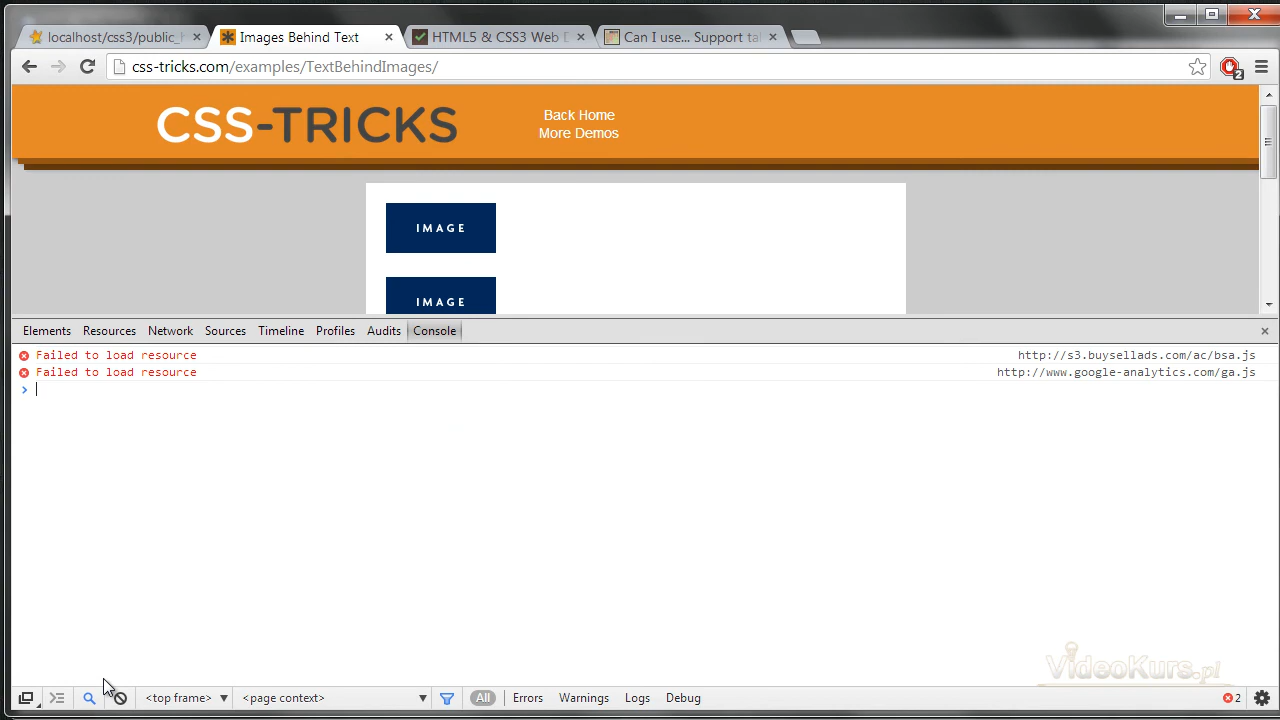 localhost/css3/public_h
Images Behind Text
HTML5 & CSS3 Web D
Can I use... Support tal
css-tricks.com/examples/TextBehindImages/
2
CSS-TRICKS
Back Home
More Demos
IMAGE
IMAGE
Elements Resources Network Sources Timeline Profiles Audits Console
Failed to load resource http://s3.buysellads.com/ac/bsa.js
Failed to load resource http://www.google-analytics.com/ga.js
>
VideoKurs.pl
<top frame> <page context> All Errors Warnings Logs Debug 2